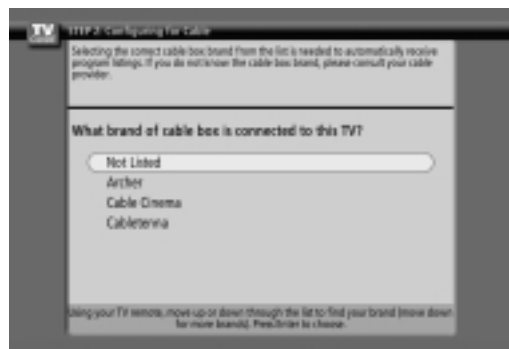 TV
GUIDE
STEP 2: Configuring for Cable
Selecting the correct cable box brand from the list is needed to automatically receive
program listings. If you do not know the cable box brand, please consult your cable
provider.
What brand of cable box is connected to this TV?
Not Listed
Archer
Cable Cinema
Cabletenna
Using your TV remote, move up or down through the list to find your brand (move down
for more brands). Press Enter to choose.